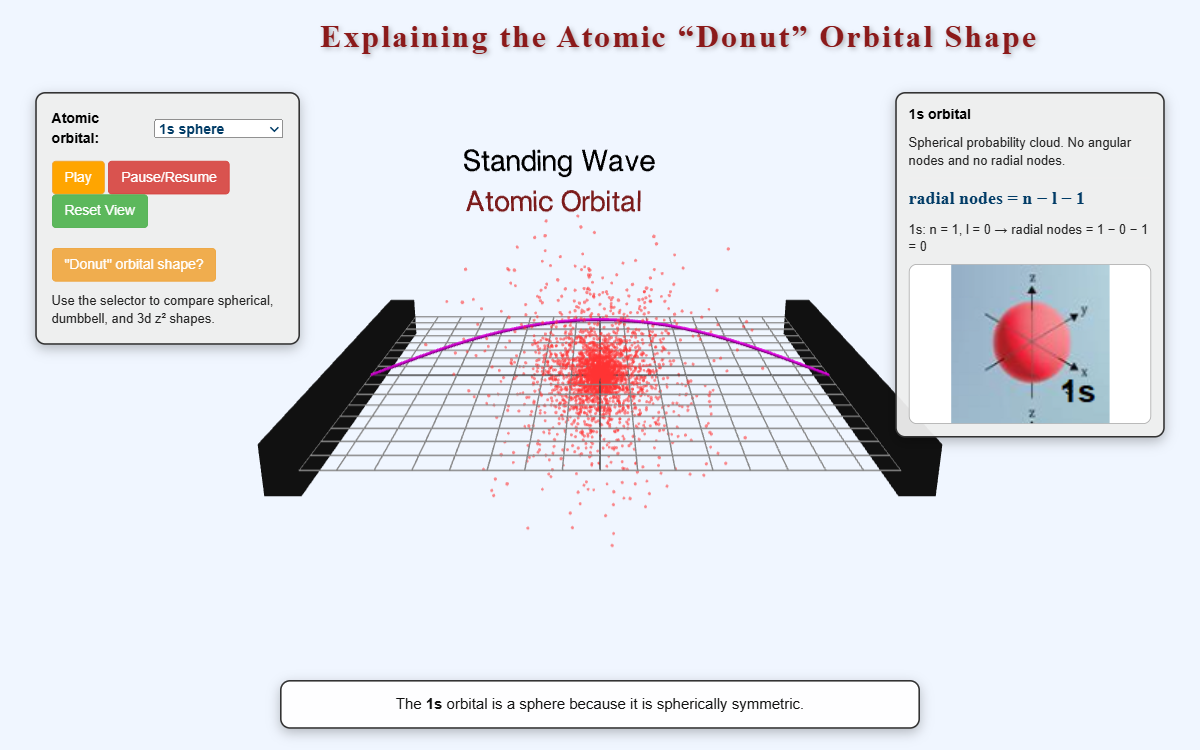 Explaining the Atomic “Donut” Orbital Shape
Atomic
orbital:
1s sphere
Play
Pause/Resume
Reset View
"Donut" orbital shape?
Use the selector to compare spherical,
dumbbell, and 3d z² shapes.
Standing Wave
Atomic Orbital
1s orbital
Spherical probability cloud. No angular
nodes and no radial nodes.
radial nodes = n − l − 1
1s: n = 1, l = 0 → radial nodes = 1 − 0 − 1
= 0
z
y
x
1s
z
The 1s orbital is a sphere because it is spherically symmetric.